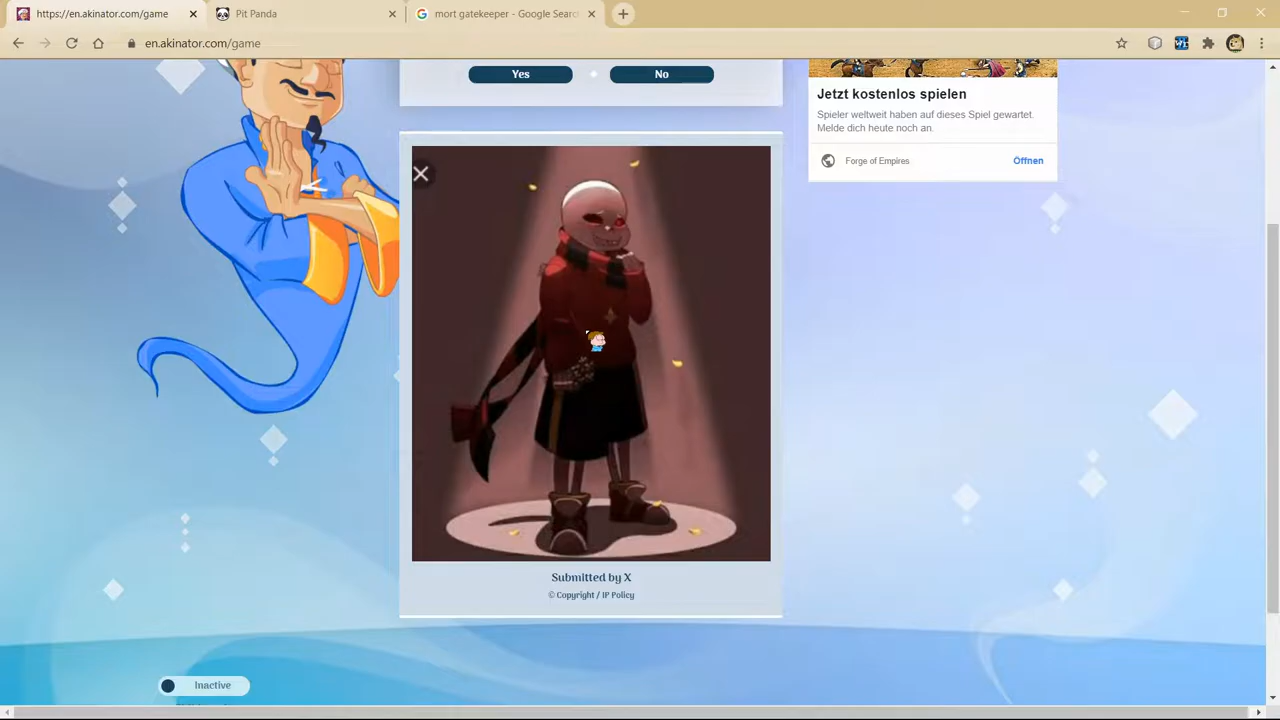 https://en.akinator.com/game
Pit Panda
mort gatekeeper - Google Sear
en.akinator.com/game
Yes
No
Jetzt kostenlos spielen
Spieler weltweit haben auf dieses Spiel gewartet.
Melde dich heute noch an.
Forge of Empires
Öffnen
Submitted by X
© Copyright / IP Policy
Inactive